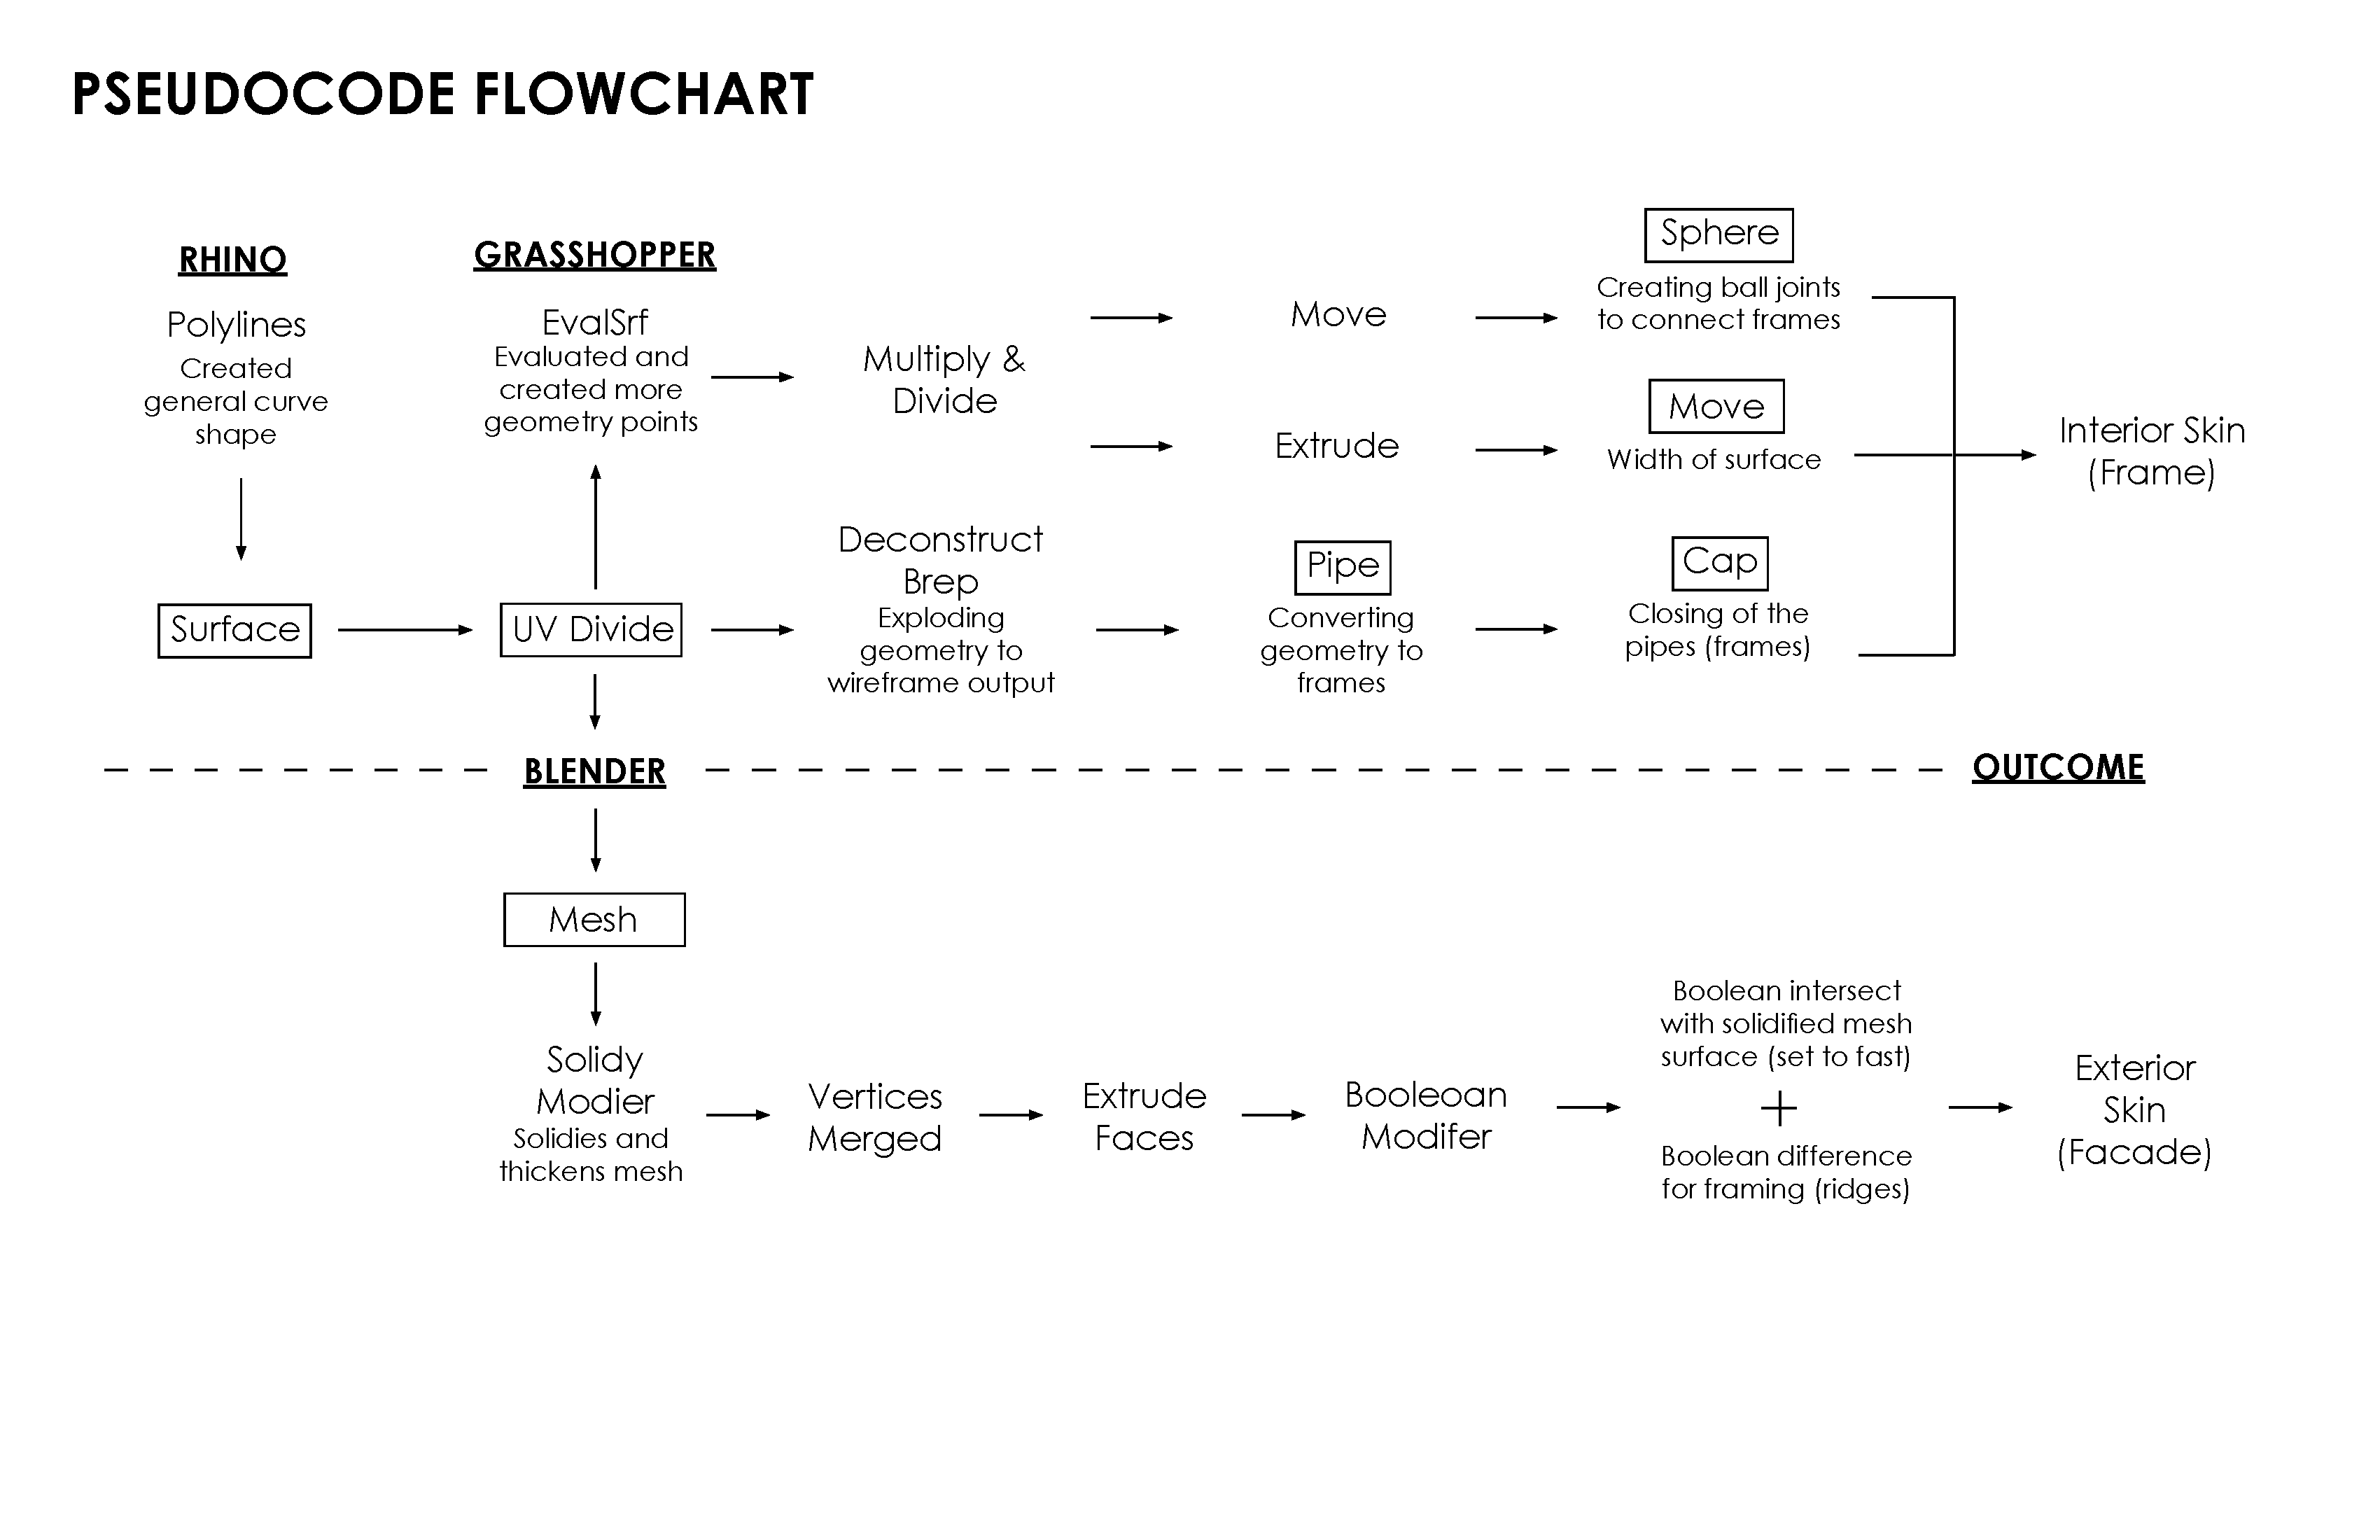 PSEUDOCODE FLOWCHART
RHINO
Polylines
Created
general curve
shape
Surface
GRASSHOPPER
EvalSrf
Evaluated and
created more
geometry points
UV Divide
Multiply &
Divide
Deconstruct
Brep
Exploding
geometry to
wireframe output
Move
Extrude
Pipe
Converting
geometry to
frames
Sphere
Creating ball joints
to connect frames
Move
Width of surface
Cap
Closing of the
pipes (frames)
Interior Skin
(Frame)
BLENDER
OUTCOME
Mesh
Solidy
Modier
Solidies and
thickens mesh
Vertices
Merged
Extrude
Faces
Booleoan
Modifer
Boolean intersect
with solidified mesh
surface (set to fast)
+
Boolean difference
for framing (ridges)
Exterior
Skin
(Facade)